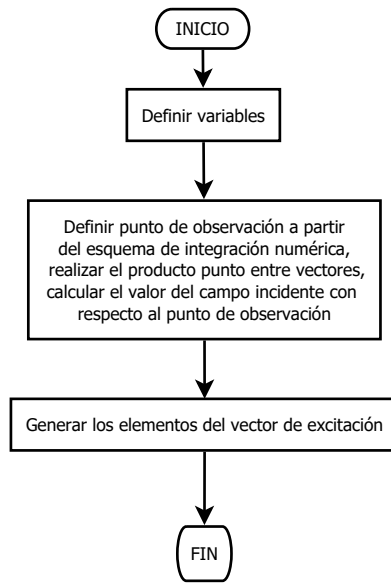 INICIO
Definir variables
Definir punto de observación a partir
del esquema de integración numérica,
realizar el producto punto entre vectores,
calcular el valor del campo incidente con
respecto al punto de observación
Generar los elementos del vector de excitación
FIN